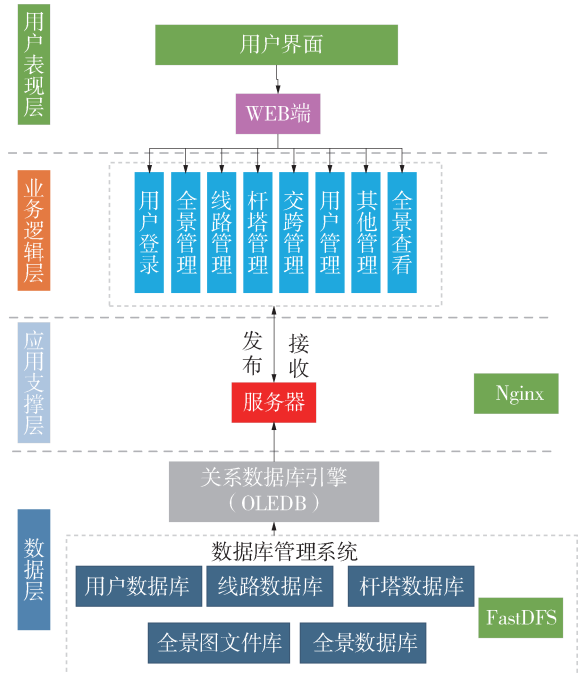 用户表现层
用户界面
WEB端
业务逻辑层
用户登录
全景管理
线路管理
杆塔管理
交跨管理
用户管理
其他管理
全景查看
应用支撑层
发布
接收
服务器
Nginx
关系数据库引擎
（OLEDB）
数据层
数据库管理系统
用户数据库
线路数据库
杆塔数据库
FastDFS
全景图文件库
全景数据库